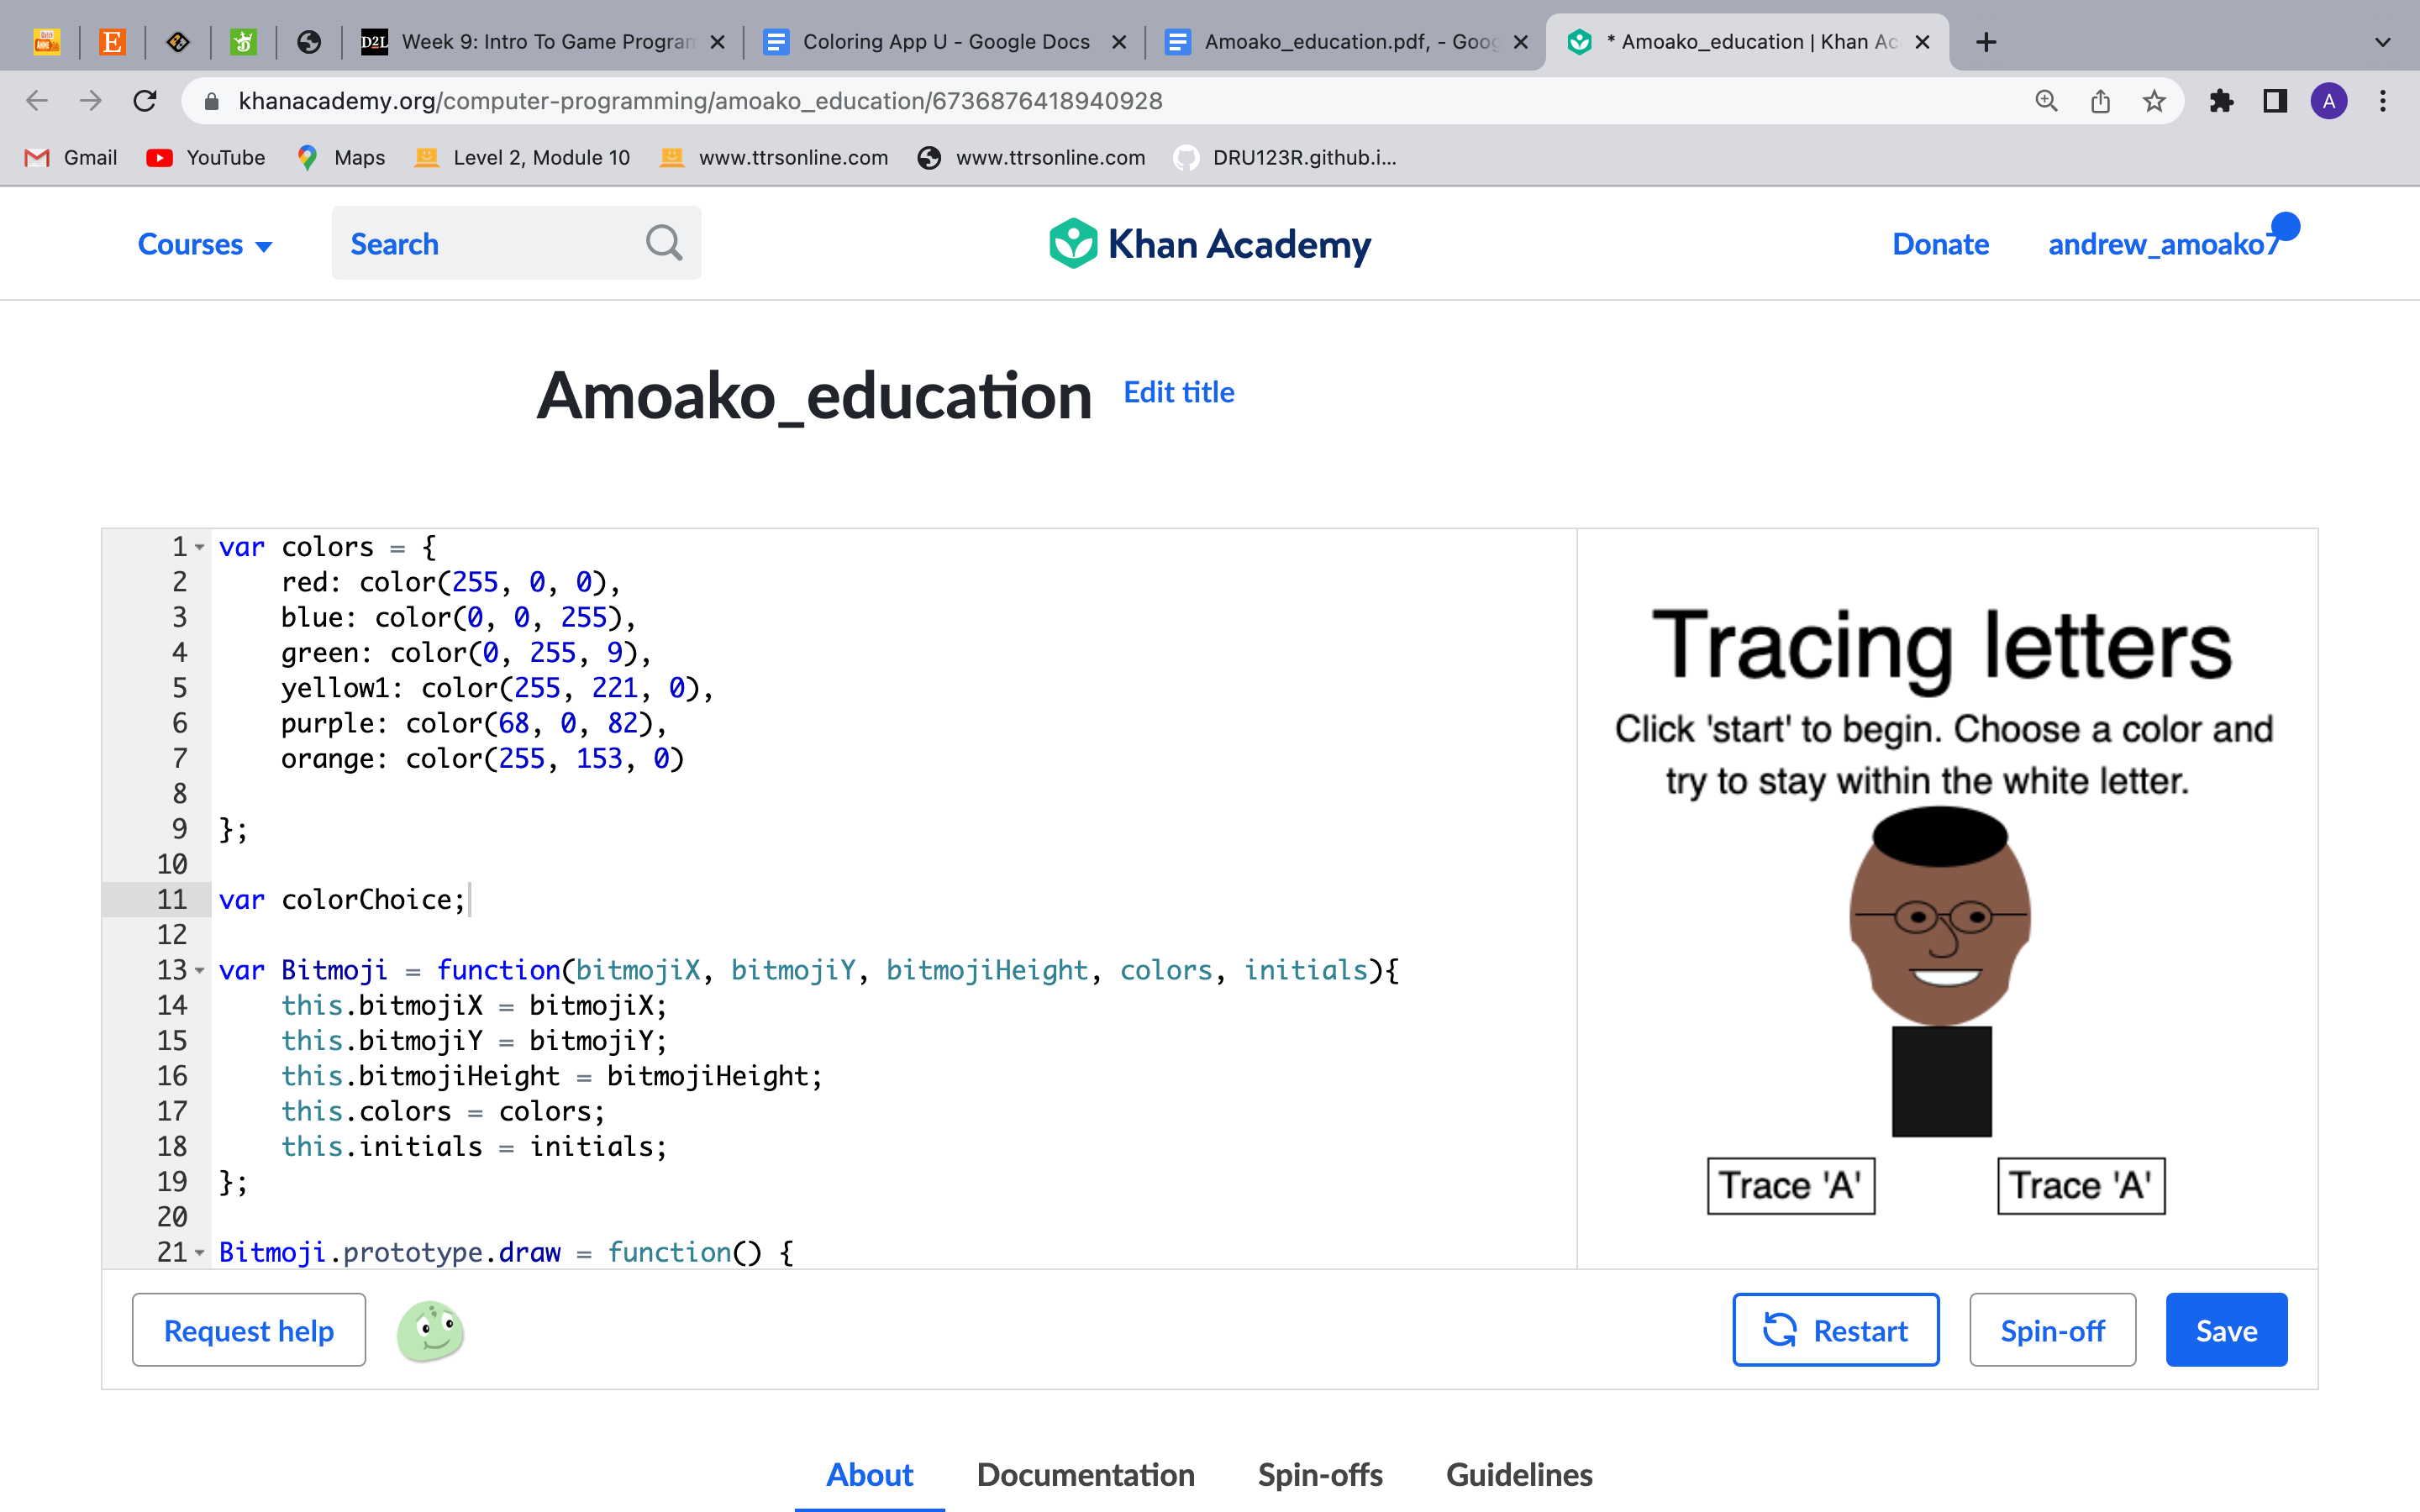 E
D2L
Week 9: Intro To Game Program
Coloring App U - Google Docs
Amoako_education.pdf, - Goog
* Amoako_education | Khan Ac
khanacademy.org/computer-programming/amoako_education/6736876418940928
A
Gmail
YouTube
Maps
Level 2, Module 10
www.ttrsonline.com
www.ttrsonline.com
DRU123R.github.i...
Courses
Search
Khan Academy
Donate
andrew_amoako7
Amoako_education
Edit title
1 var colors = {
2 red: color(255, 0, 0),
3 blue: color(0, 0, 255),
4 green: color(0, 255, 9),
5 yellow1: color(255, 221, 0),
6 purple: color(68, 0, 82),
7 orange: color(255, 153, 0)
8
9 };
10
11 var colorChoice;
12
13 var Bitmoji = function(bitmojiX, bitmojiY, bitmojiHeight, colors, initials){
14 this.bitmojiX = bitmojiX;
15 this.bitmojiY = bitmojiY;
16 this.bitmojiHeight = bitmojiHeight;
17 this.colors = colors;
18 this.initials = initials;
19 };
20
21 Bitmoji.prototype.draw = function() {
Tracing letters
Click 'start' to begin. Choose a color and
try to stay within the white letter.
Trace 'A'
Trace 'A'
Request help
Restart
Spin-off
Save
About
Documentation
Spin-offs
Guidelines